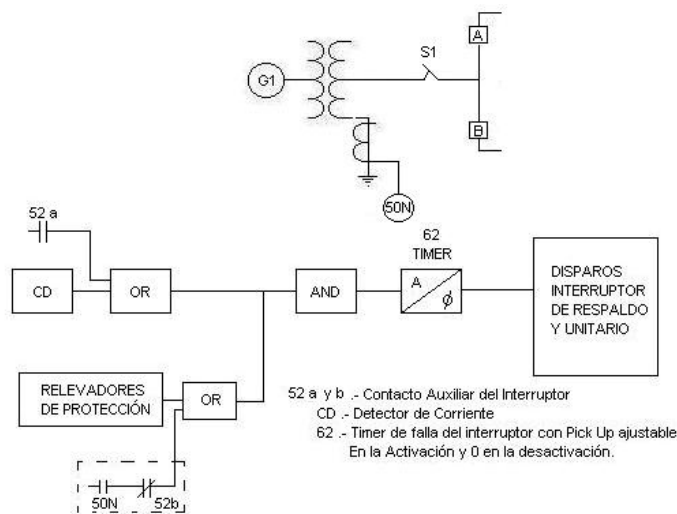 A
S1
G1
B
50N
52 a
62
TIMER
CD
OR
AND
A
ϕ
DISPAROS
INTERRUPTOR
DE RESPALDO
Y UNITARIO
RELEVADORES
DE PROTECCIÓN
OR
52 a y b .- Contacto Auxiliar del Interruptor
CD .- Detector de Corriente
62 .- Timer de falla del interruptor con Pick Up ajustable
En la Activación y 0 en la desactivación.
50N
52b